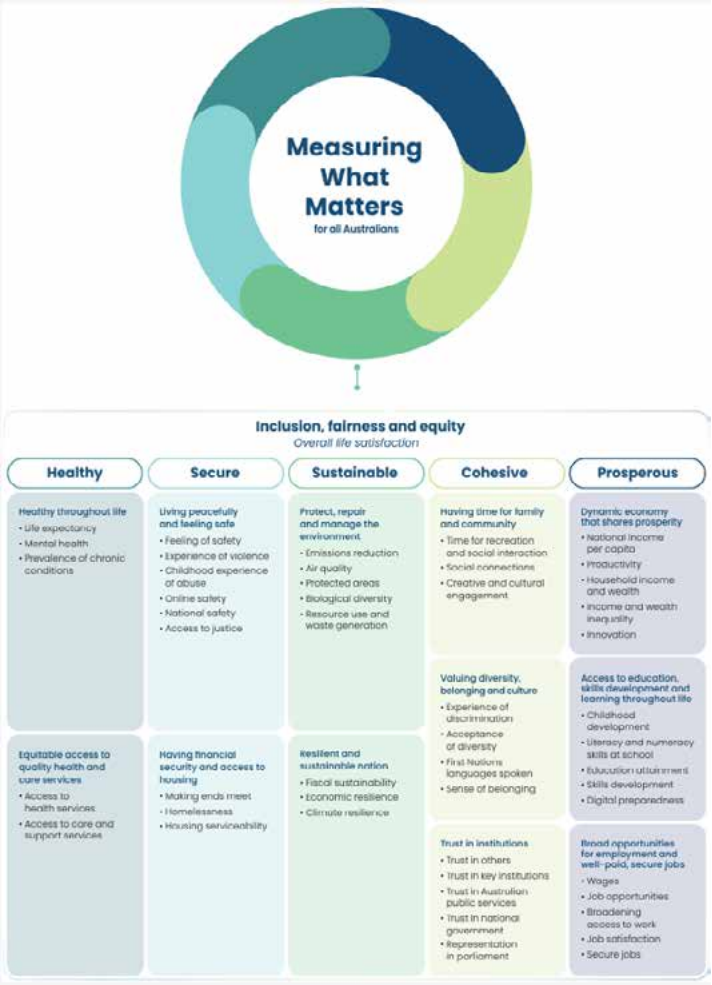 Measuring
What
Matters
for all Australians
Inclusion, fairness and equity
Overall life satisfaction
Healthy
Healthy throughout life
• Life expectancy
• Mental health
• Prevalence of chronic
conditions
Equitable access to
quality health and
care services
• Access to
health services
• Access to care and
support services
Secure
Living peacefully
and feeling safe
• Feeling of safety
• Experience of violence
• Childhood experience
of abuse
• Online safety
• National safety
• Access to justice
Having financial
security and access to
housing
• Making ends meet
• Homelessness
• Housing serviceability
Sustainable
Protect, repair
and manage the
environment
• Emissions reduction
• Air quality
• Protected areas
• Biological diversity
• Resource use and
waste generation
Resilient and
sustainable nation
• Fiscal sustainability
• Economic resilience
• Climate resilience
Cohesive
Having time for family
and community
• Time for recreation
and social interaction
• Social connections
• Creative and cultural
engagement
Valuing diversity,
belonging and culture
• Experience of
discrimination
• Acceptance
of diversity
• First Nations
languages spoken
• Sense of belonging
Trust in institutions
• Trust in others
• Trust in key institutions
• Trust in Australian
public services
• Trust in national
government
• Representation
in parliament
Prosperous
Dynamic economy
that shares prosperity
• National income
per capita
• Productivity
• Household income
and wealth
• Income and wealth
inequality
• Innovation
Access to education,
skills development and
learning throughout life
• Childhood
development
• Literacy and numeracy
skills at school
• Education attainment
• Skills development
• Digital preparedness
Broad opportunities
for employment and
well-paid, secure jobs
• Wages
• Job opportunities
• Broadening
access to work
• Job satisfaction
• Secure jobs